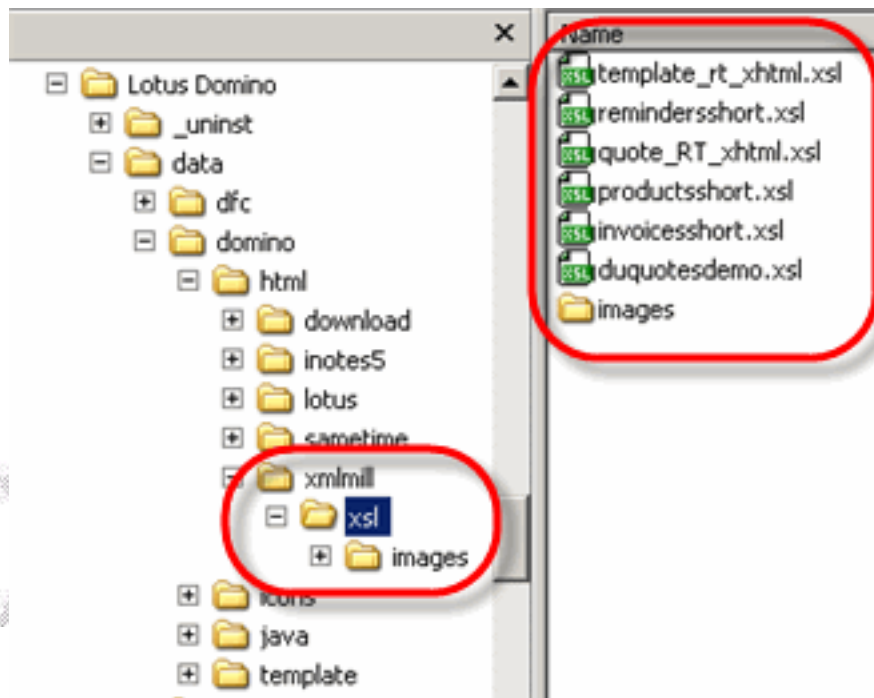 Lotus Domino
_uninst
data
dfc
domino
html
download
inotes5
lotus
sametime
xmlmill
xsl
images
icons
java
template
Name
template_rt_xhtml.xsl
remindersshort.xsl
quote_RT_xhtml.xsl
productsshort.xsl
invoicesshort.xsl
duquotesdemo.xsl
images